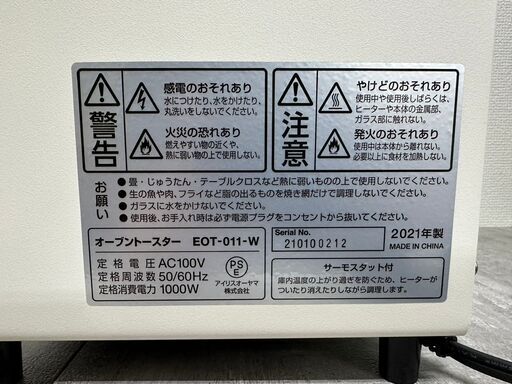 警告
感電のおそれあり
水につけたり、水をかけたり、
丸洗いをしないでください。
火災の恐れあり
燃えやすい物の近くや、
熱に弱い物の上で使用しない。
注意
やけどのおそれあり
使用中や使用後しばらくは、
ヒーターや本体の金属部、
ガラス部に触れない。
発火のおそれあり
使用中は本体から離れない。
必要以上に食材を加熱しない。
お願い
●畳・じゅうたん・テーブルクロスなど熱に弱いものの上で使用しないでください。
●生の魚や肉、フライなど脂の出るものを焼き網だけで調理しないでください。
●ガラスに水をかけないでください。
●使用後、お手入れ時は必ず電源プラグをコンセントから抜いてください。
オーブントースター EOT-011-W
定格電圧 AC100V
定格周波数 50/60Hz
定格消費電力 1000W
PS
E
アイリスオーヤマ
株式会社
Serial No.
210100212
2021年製
MADE IN CHINA
サーモスタット付
庫内温度の上がり過ぎを防ぐため、ヒーターが
ついたり消えたりしながら調理します。